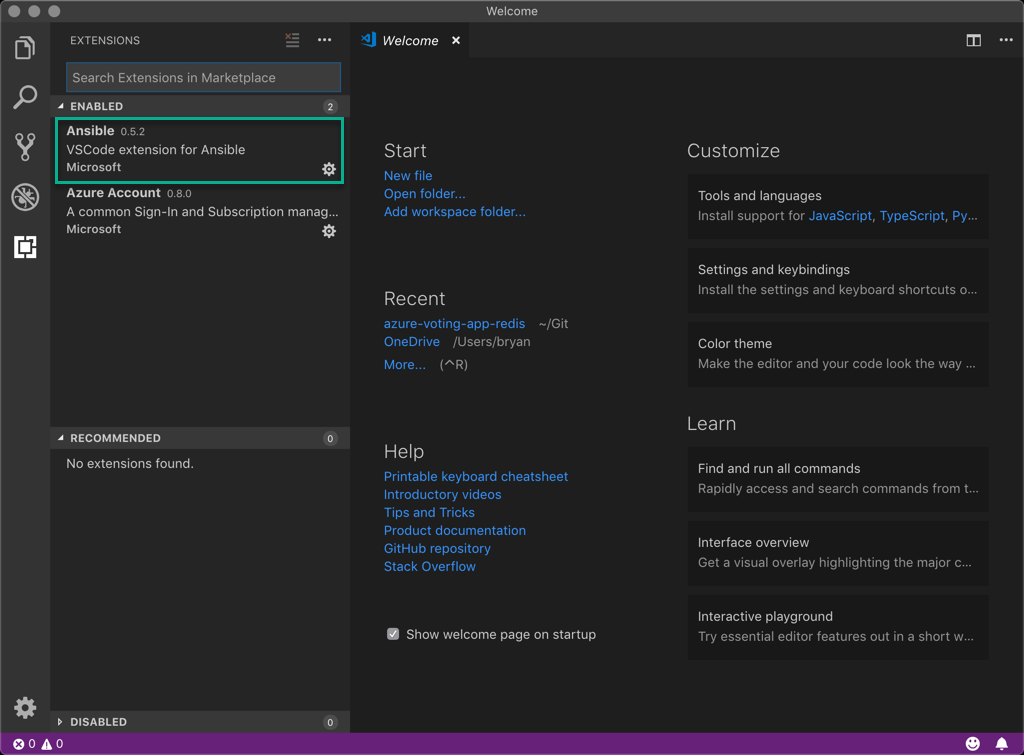 Welcome
EXTENSIONS
Search Extensions in Marketplace
ENABLED 2
Ansible 0.5.2
VSCode extension for Ansible
Microsoft
Azure Account 0.8.0
A common Sign-In and Subscription manag...
Microsoft
RECOMMENDED 0
No extensions found.
DISABLED 0
Welcome
Start
New file
Open folder...
Add workspace folder...
Recent
azure-voting-app-redis ~/Git
OneDrive /Users/bryan
More... (^R)
Help
Printable keyboard cheatsheet
Introductory videos
Tips and Tricks
Product documentation
GitHub repository
Stack Overflow
Show welcome page on startup
Customize
Tools and languages
Install support for JavaScript, TypeScript, Py...
Settings and keybindings
Install the settings and keyboard shortcuts o...
Color theme
Make the editor and your code look the way ...
Learn
Find and run all commands
Rapidly access and search commands from t...
Interface overview
Get a visual overlay highlighting the major c...
Interactive playground
Try essential editor features out in a short w...
0 0